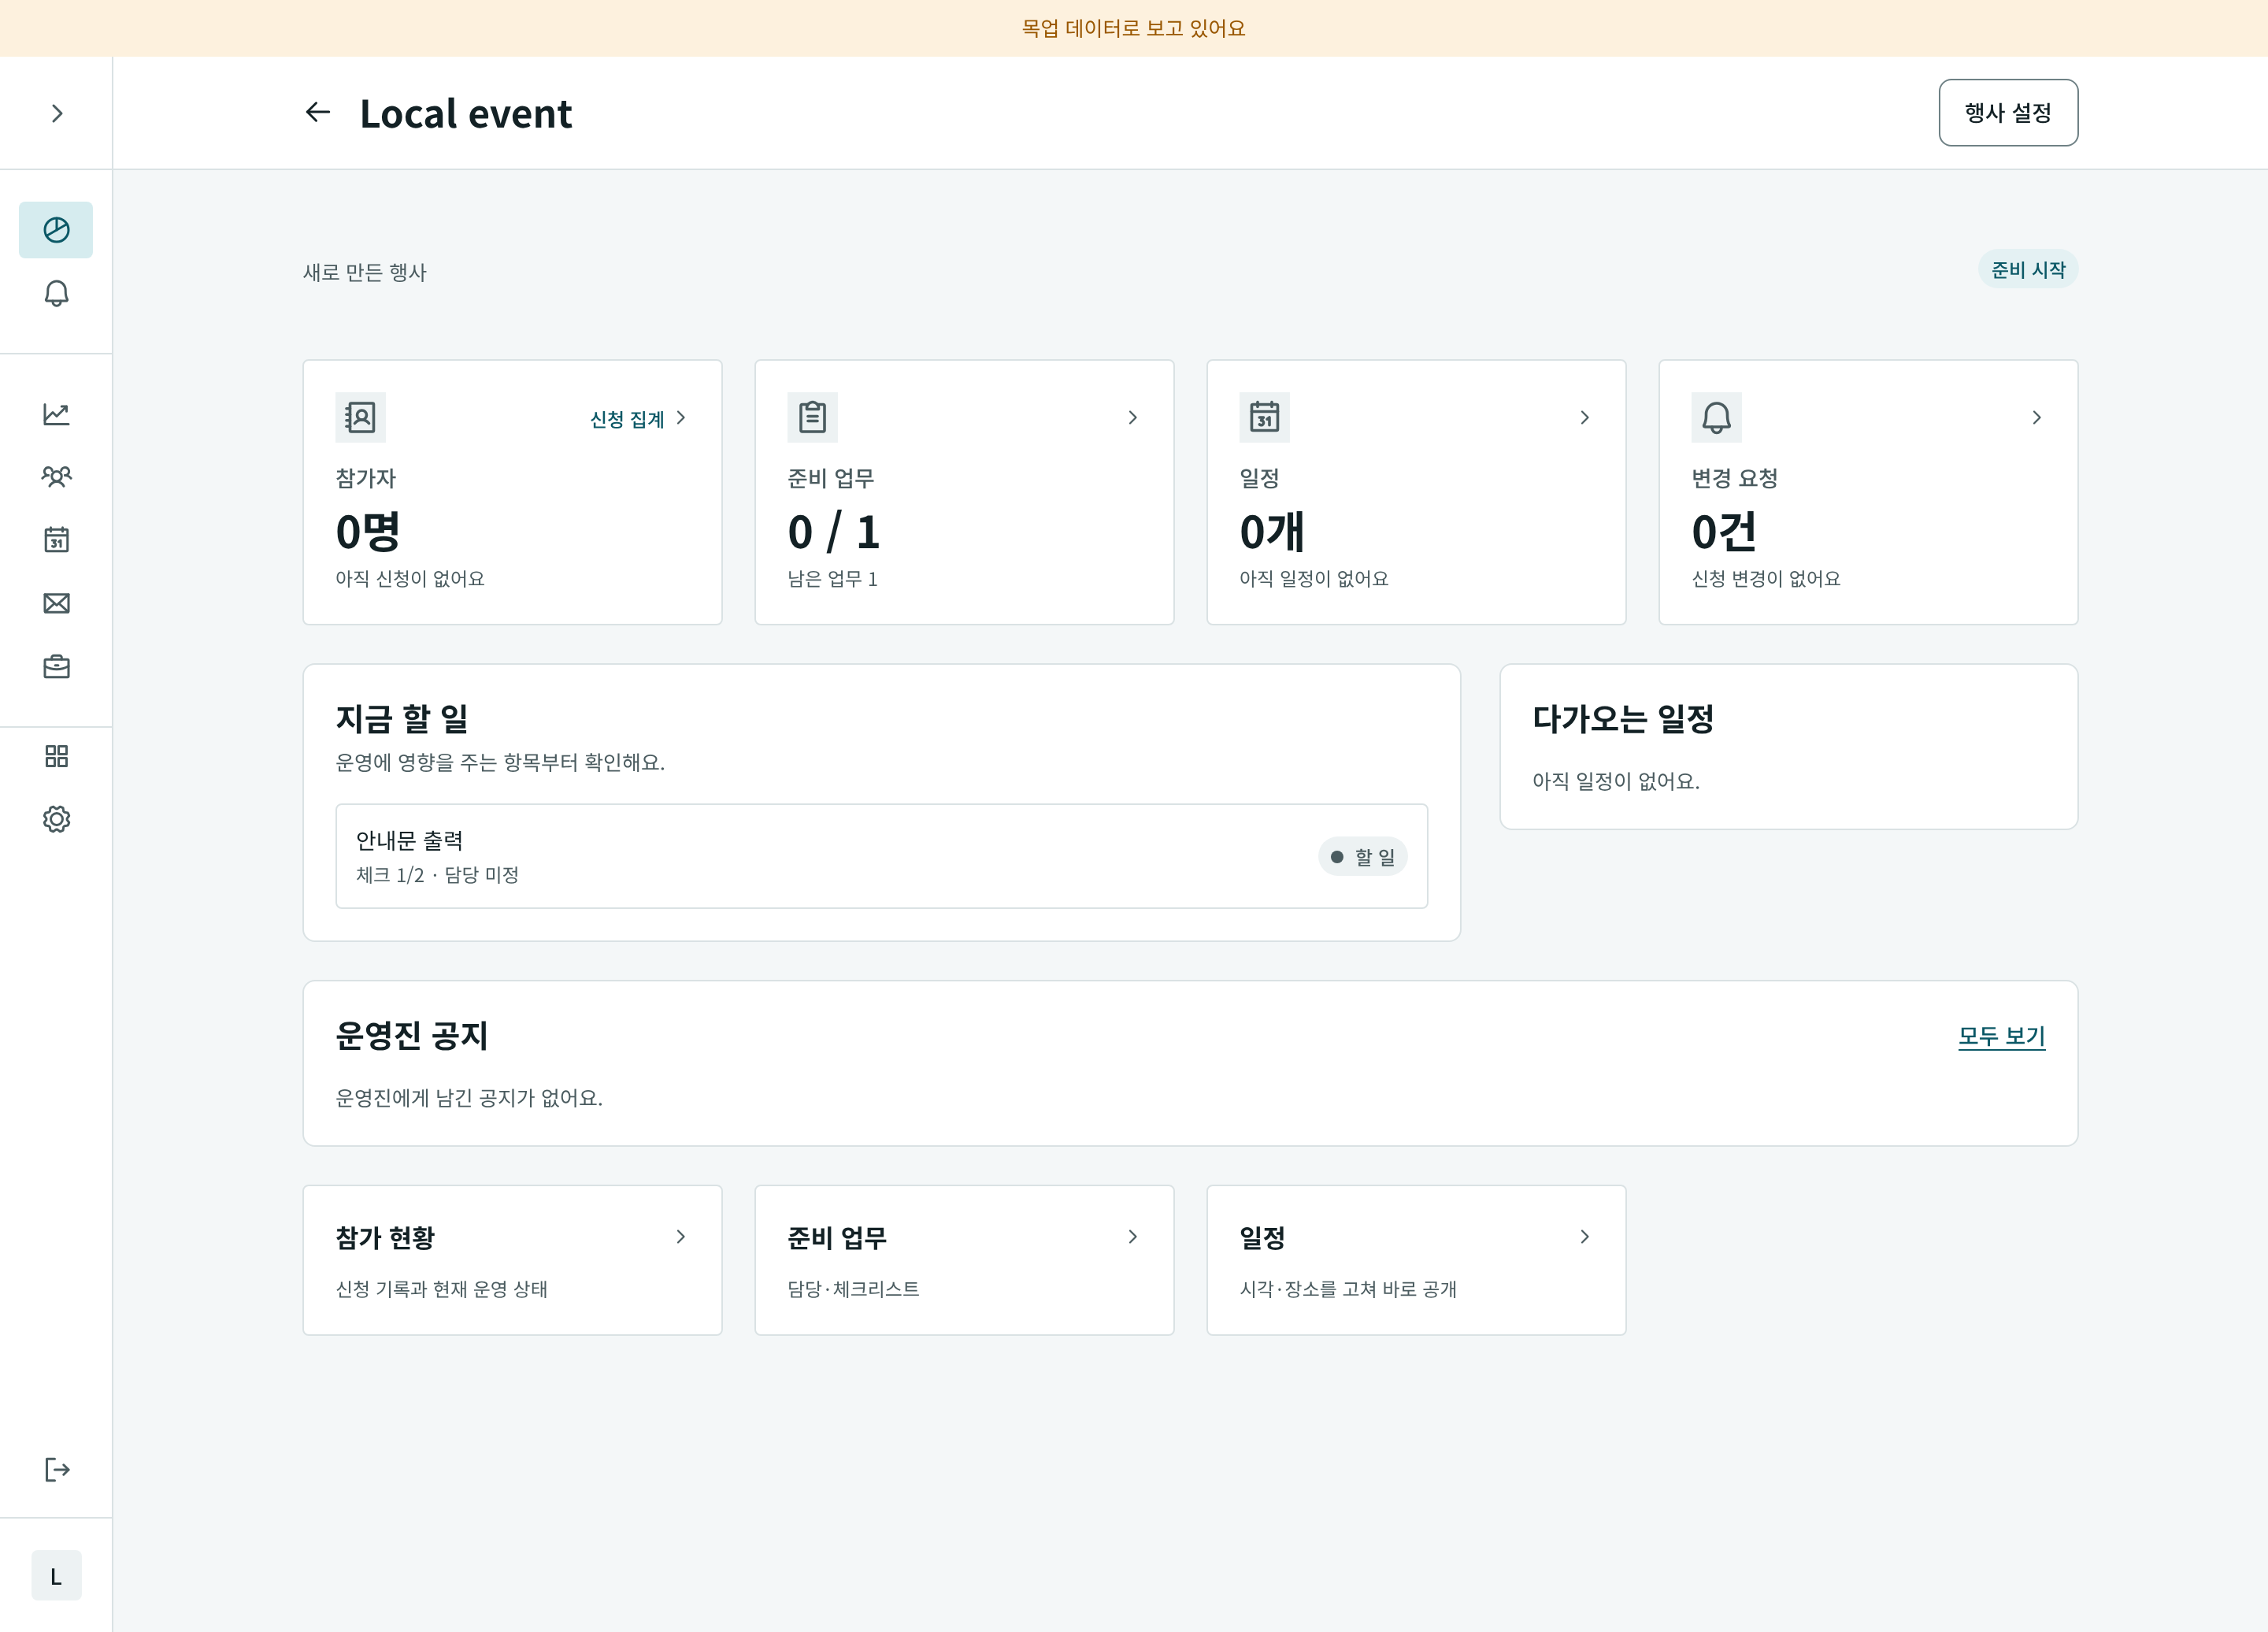 목업 데이터로 보고 있어요
Local event
행사 설정
새로 만든 행사
준비 시작
신청 집계
참가자
0명
아직 신청이 없어요
준비 업무
0 / 1
남은 업무 1
31
일정
0개
아직 일정이 없어요
변경 요청
0건
신청 변경이 없어요
31
지금 할 일
운영에 영향을 주는 항목부터 확인해요.
안내문 출력
체크 1/2 · 담당 미정
할 일
다가오는 일정
아직 일정이 없어요.
운영진 공지
모두 보기
운영진에게 남긴 공지가 없어요.
참가 현황
신청 기록과 현재 운영 상태
준비 업무
담당·체크리스트
일정
시각·장소를 고쳐 바로 공개
L